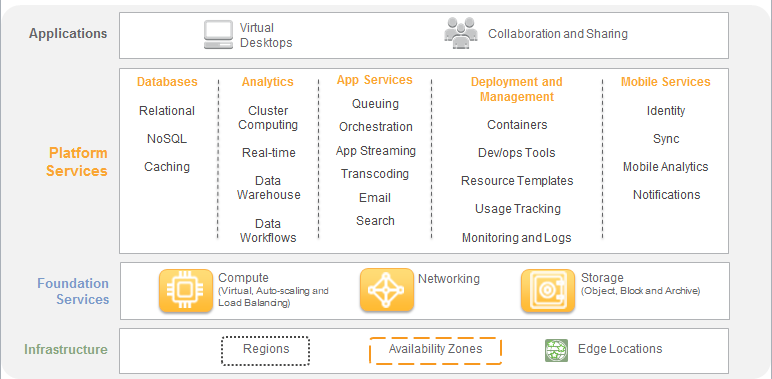 Applications
Virtual
Desktops
Collaboration and Sharing
Platform
Services
Databases
Relational
NoSQL
Caching
Analytics
Cluster
Computing
Real-time
Data
Warehouse
Data
Workflows
App Services
Queuing
Orchestration
App Streaming
Transcoding
Email
Search
Deployment and
Management
Containers
Dev/ops Tools
Resource Templates
Usage Tracking
Monitoring and Logs
Mobile Services
Identity
Sync
Mobile Analytics
Notifications
Foundation
Services
Compute
(Virtual, Auto-scaling and
Load Balancing)
Networking
Storage
(Object, Block and Archive)
Infrastructure
Regions
Availability Zones
Edge Locations